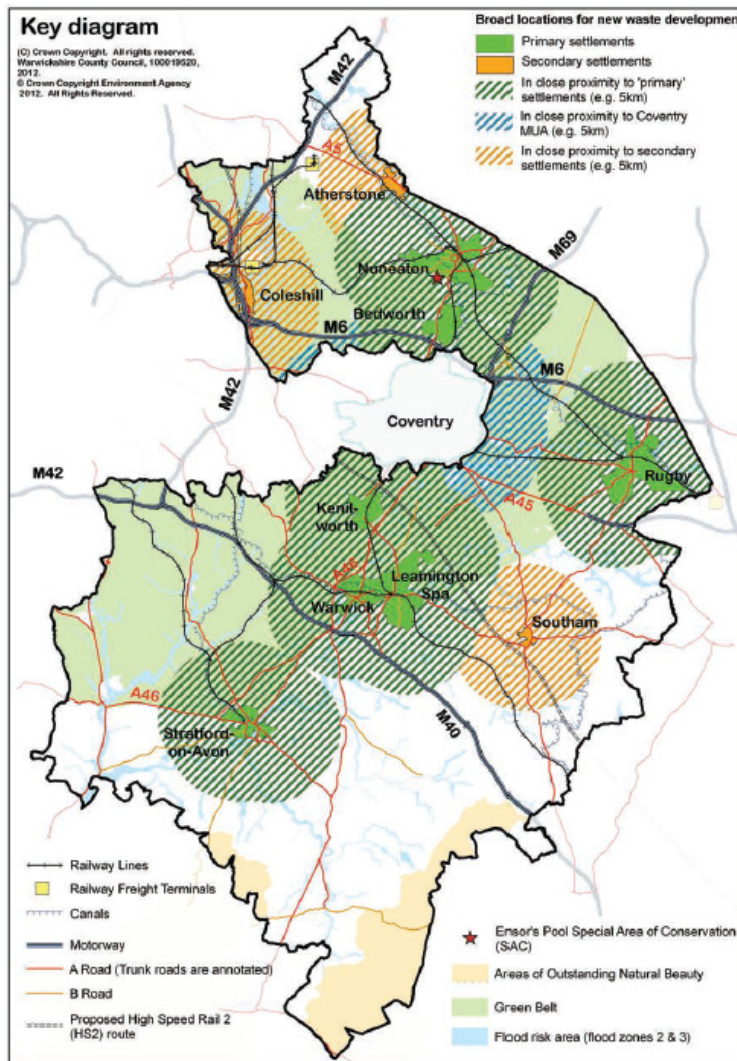 Key diagram
(C) Crown Copyright. All rights reserved.
Warwickshire County Council, 100019520,
2012.
© Crown Copyright Environment Agency
2012. All Rights Reserved.
Broad locations for new waste developmen
Primary settlements
Secondary settlements
In close proximity to 'primary'
settlements (e.g. 5km)
In close proximity to Coventry
MUA (e.g. 5km)
In close proximity to secondary
settlements (e.g. 5km)
M42
A5
Atherstone
M69
Nuneaton
Coleshill
Bedworth
M6
M6
M42
Coventry
M42
Rugby
A45
Kenil-
worth
A46
Leamington
Spa
Warwick
Southam
A46
M40
Stratford-
on-Avon
Railway Lines
Railway Freight Terminals
Canals
Motorway
A Road (Trunk roads are annotated)
B Road
Proposed High Speed Rail 2
(HS2) route
Ensor's Pool Special Area of Conservation
(SAC)
Areas of Outstanding Natural Beauty
Green Belt
Flood risk area (flood zones 2 & 3)